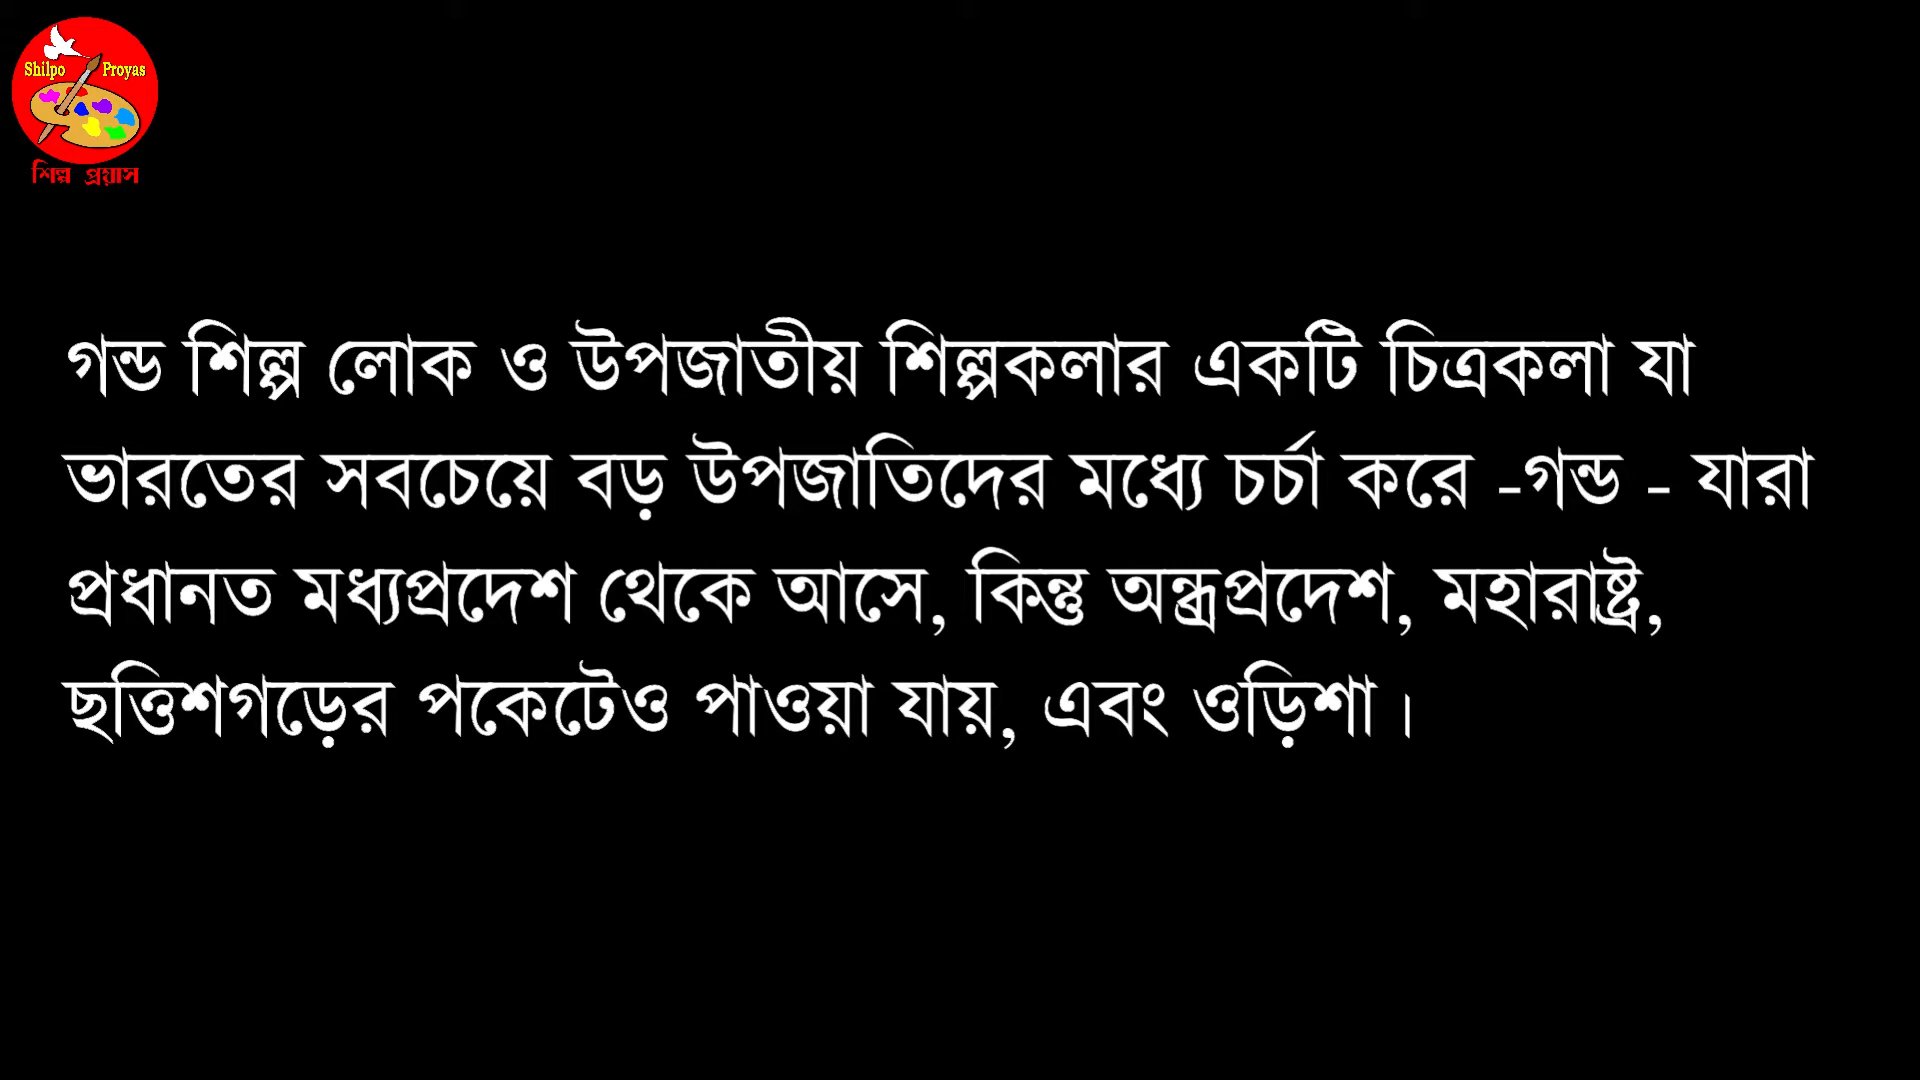 Shilpo Proyas
শিল্প প্রয়াস
গন্ড শিল্প লোক ও উপজাতীয় শিল্পকলার একটি চিত্রকলা যা
ভারতের সবচেয়ে বড় উপজাতিদের মধ্যে চর্চা করে -গন্ড - যারা
প্রধানত মধ্যপ্রদেশ থেকে আসে, কিন্তু অন্ধ্রপ্রদেশ, মহারাষ্ট্র,
ছত্তিশগড়ের পকেটেও পাওয়া যায়, এবং ওড়িশা।